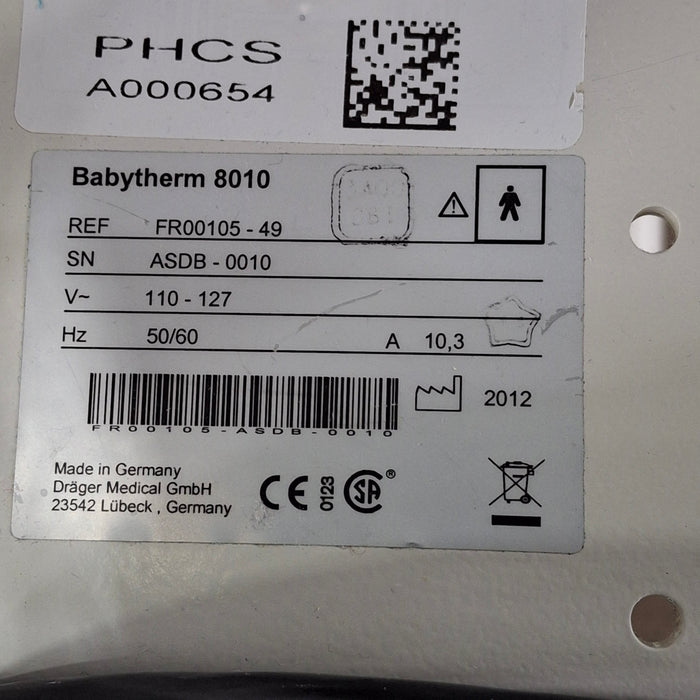 PHCS
A000654
Babytherm 8010
REF FR00105 - 49
SN ASDB - 0010
V~ 110 - 127
Hz 50/60 A 10,3
FR00105-ASDB-0010
2012
Made in Germany
Dräger Medical GmbH
23542 Lübeck , Germany
CE 0123 SA®